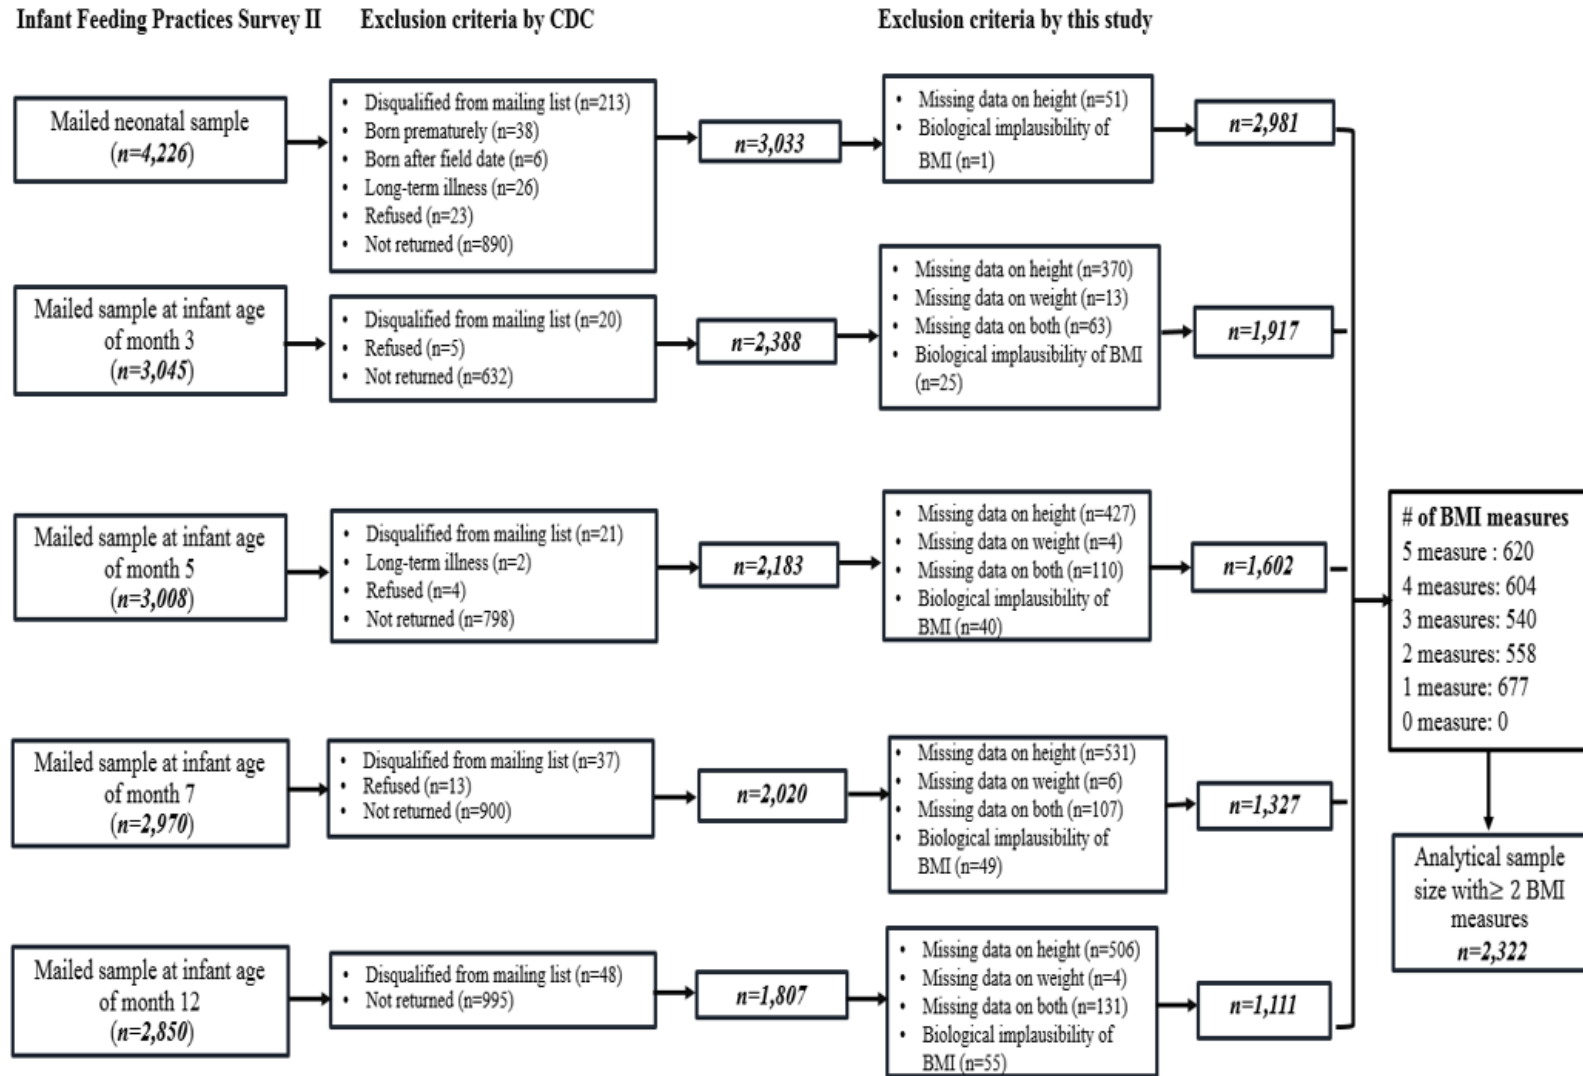 Infant Feeding Practices Survey II
Exclusion criteria by CDC
Exclusion criteria by this study
Mailed neonatal sample
(n=4,226)
• Disqualified from mailing list (n=213)
• Born prematurely (n=38)
• Born after field date (n=6)
• Long-term illness (n=26)
• Refused (n=23)
• Not returned (n=890)
n=3,033
• Missing data on height (n=51)
• Biological implausibility of
BMI (n=1)
n=2,981
Mailed sample at infant age
of month 3
(n=3,045)
• Disqualified from mailing list (n=20)
• Refused (n=5)
• Not returned (n=632)
n=2,388
• Missing data on height (n=370)
• Missing data on weight (n=13)
• Missing data on both (n=63)
• Biological implausibility of BMI
(n=25)
n=1,917
Mailed sample at infant age
of month 5
(n=3,008)
• Disqualified from mailing list (n=21)
• Long-term illness (n=2)
• Refused (n=4)
• Not returned (n=798)
n=2,183
• Missing data on height (n=427)
• Missing data on weight (n=4)
• Missing data on both (n=110)
• Biological implausibility of
BMI (n=40)
n=1,602
Mailed sample at infant age
of month 7
(n=2,970)
• Disqualified from mailing list (n=37)
• Refused (n=13)
• Not returned (n=900)
n=2,020
• Missing data on height (n=531)
• Missing data on weight (n=6)
• Missing data on both (n=107)
• Biological implausibility of
BMI (n=49)
n=1,327
Mailed sample at infant age
of month 12
(n=2,850)
• Disqualified from mailing list (n=48)
• Not returned (n=995)
n=1,807
• Missing data on height (n=506)
• Missing data on weight (n=4)
• Missing data on both (n=131)
• Biological implausibility of
BMI (n=55)
n=1,111
# of BMI measures
5 measure : 620
4 measures: 604
3 measures: 540
2 measures: 558
1 measure: 677
0 measure: 0
Analytical sample
size with≥ 2 BMI
measures
n=2,322